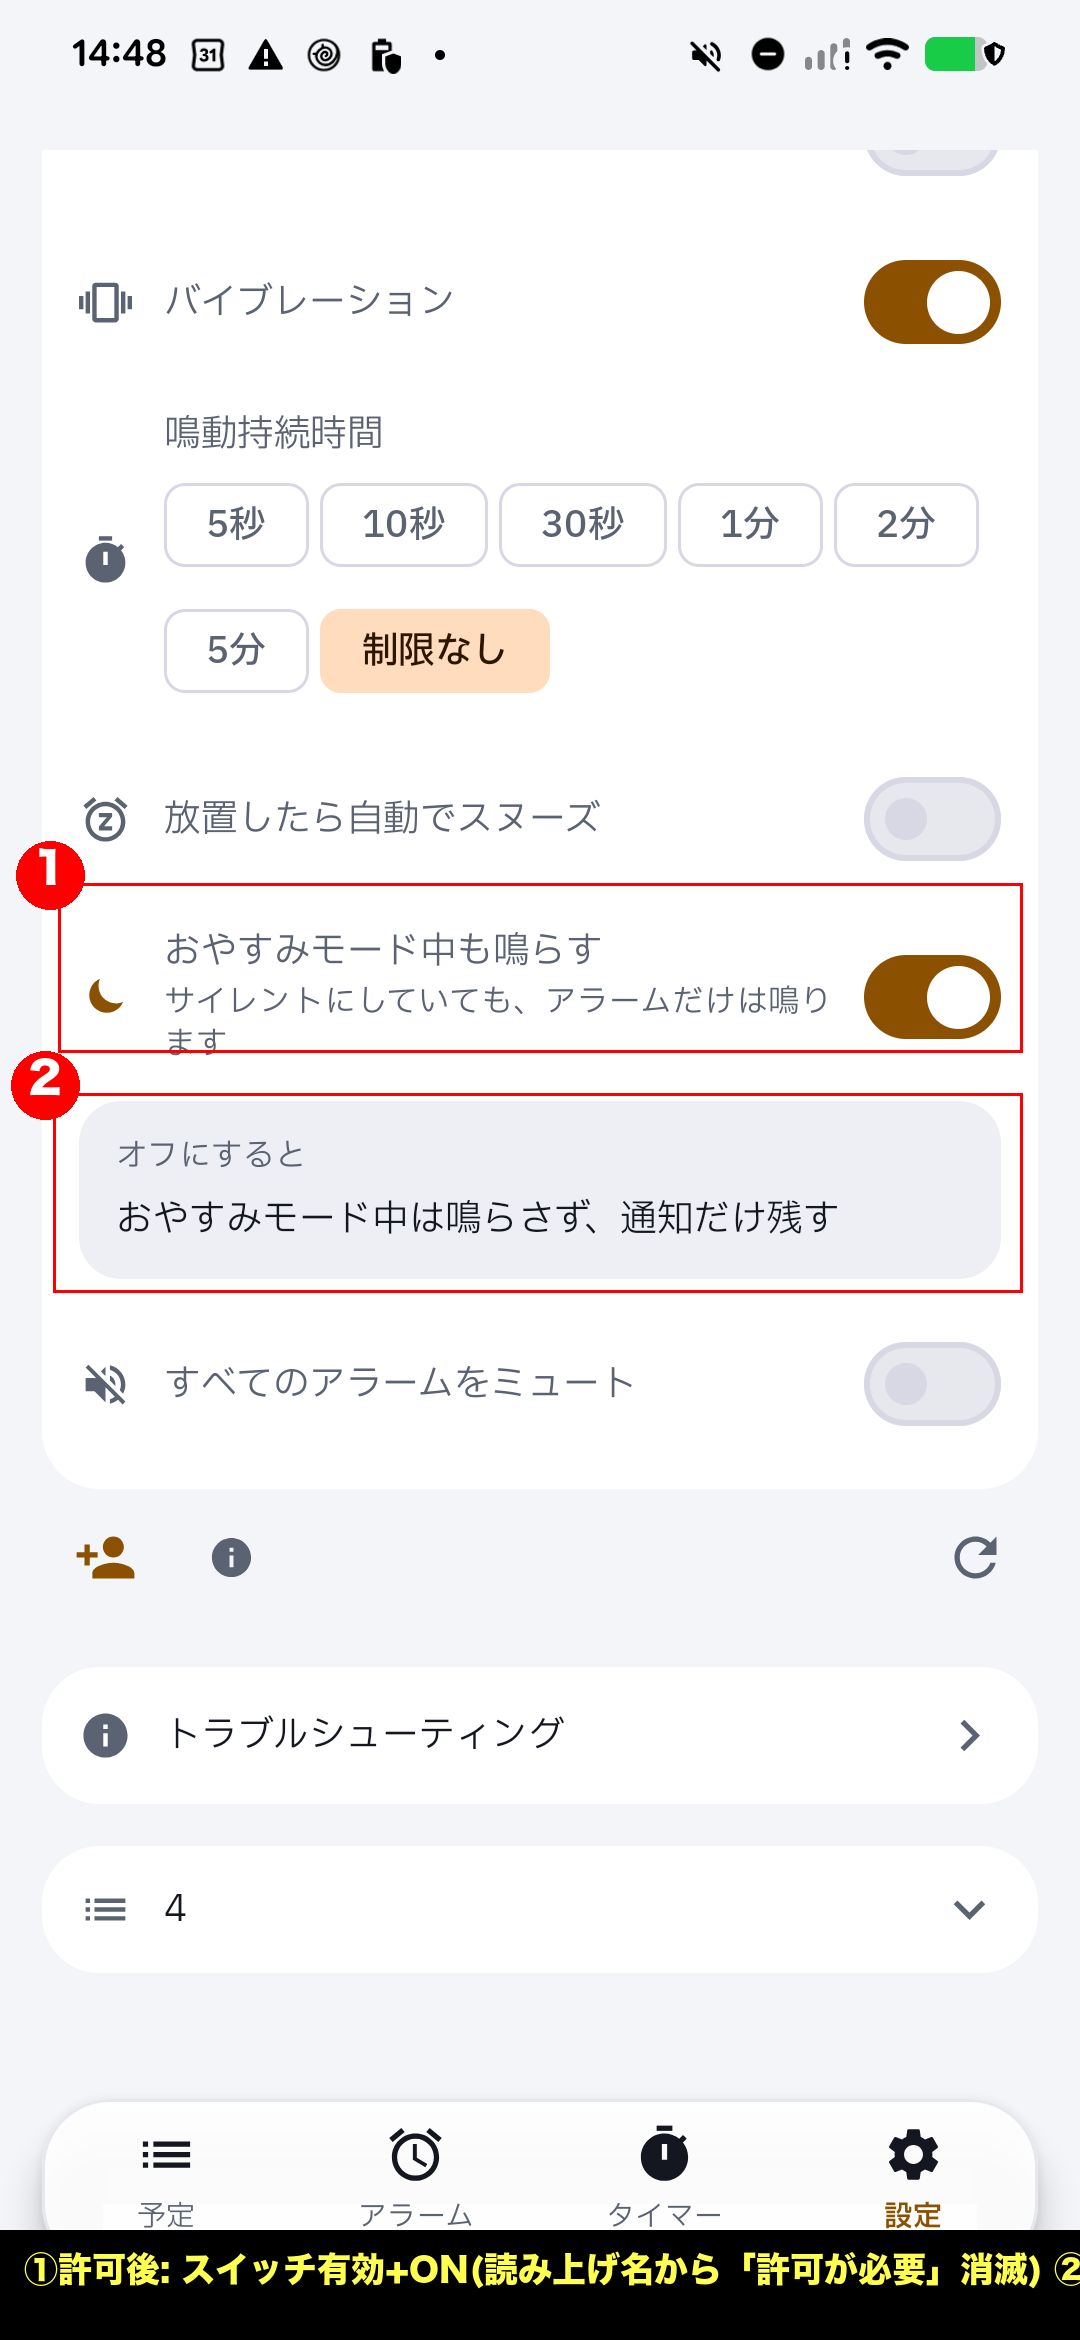 14:48
31
バイブレーション
鳴動持続時間
5秒 10秒 30秒 1分 2分
5分 制限なし
放置したら自動でスヌーズ
1
おやすみモード中も鳴らす
サイレントにしていても、アラームだけは鳴り
ます
2
オフにすると
おやすみモード中は鳴らさず、通知だけ残す
すべてのアラームをミュート
トラブルシューティング
4
予定 アラーム タイマー 設定
①許可後: スイッチ有効+ON(読み上げ名から「許可が必要」消滅) ②